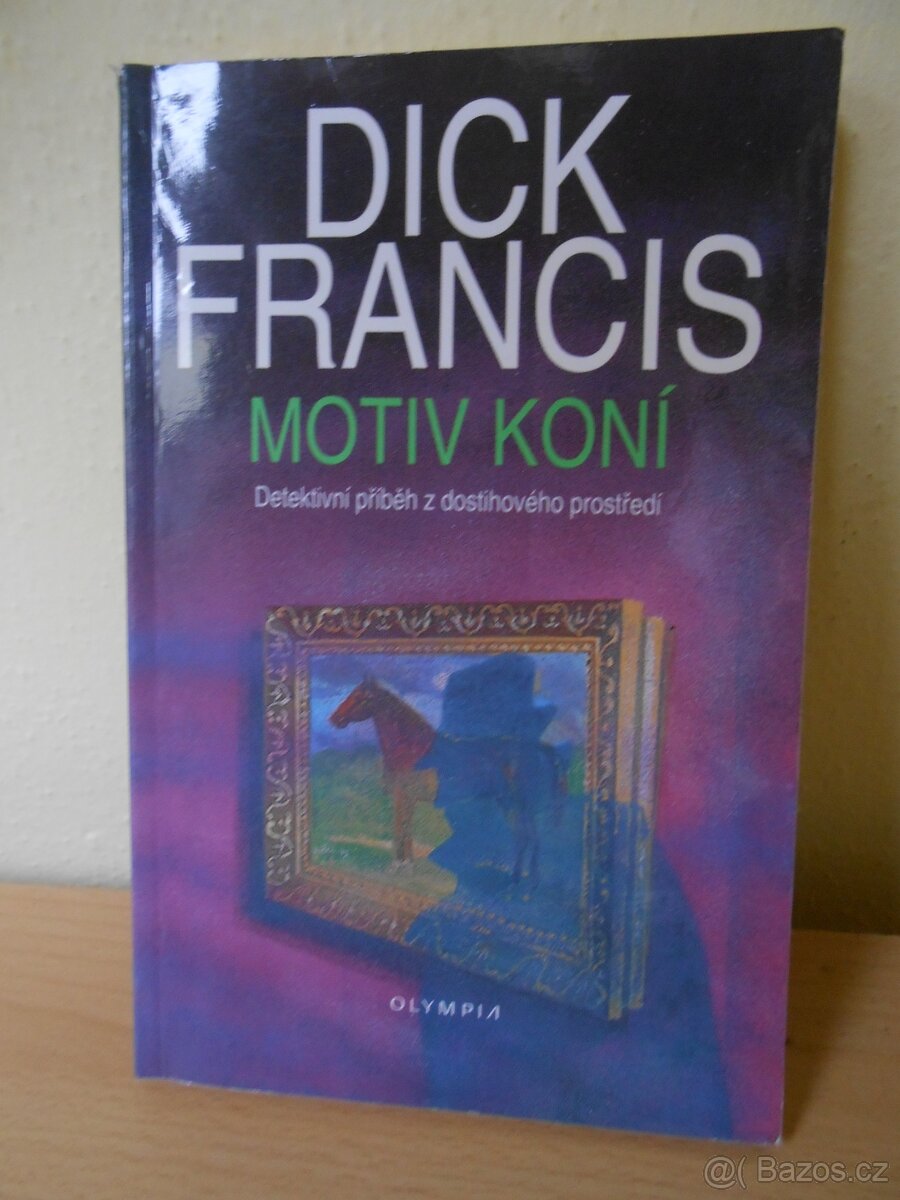 DICK
FRANCIS
MOTIV KONÍ
Detektivní příběh z dostihového prostředí
OLYMPIA
@( Bazos.cz